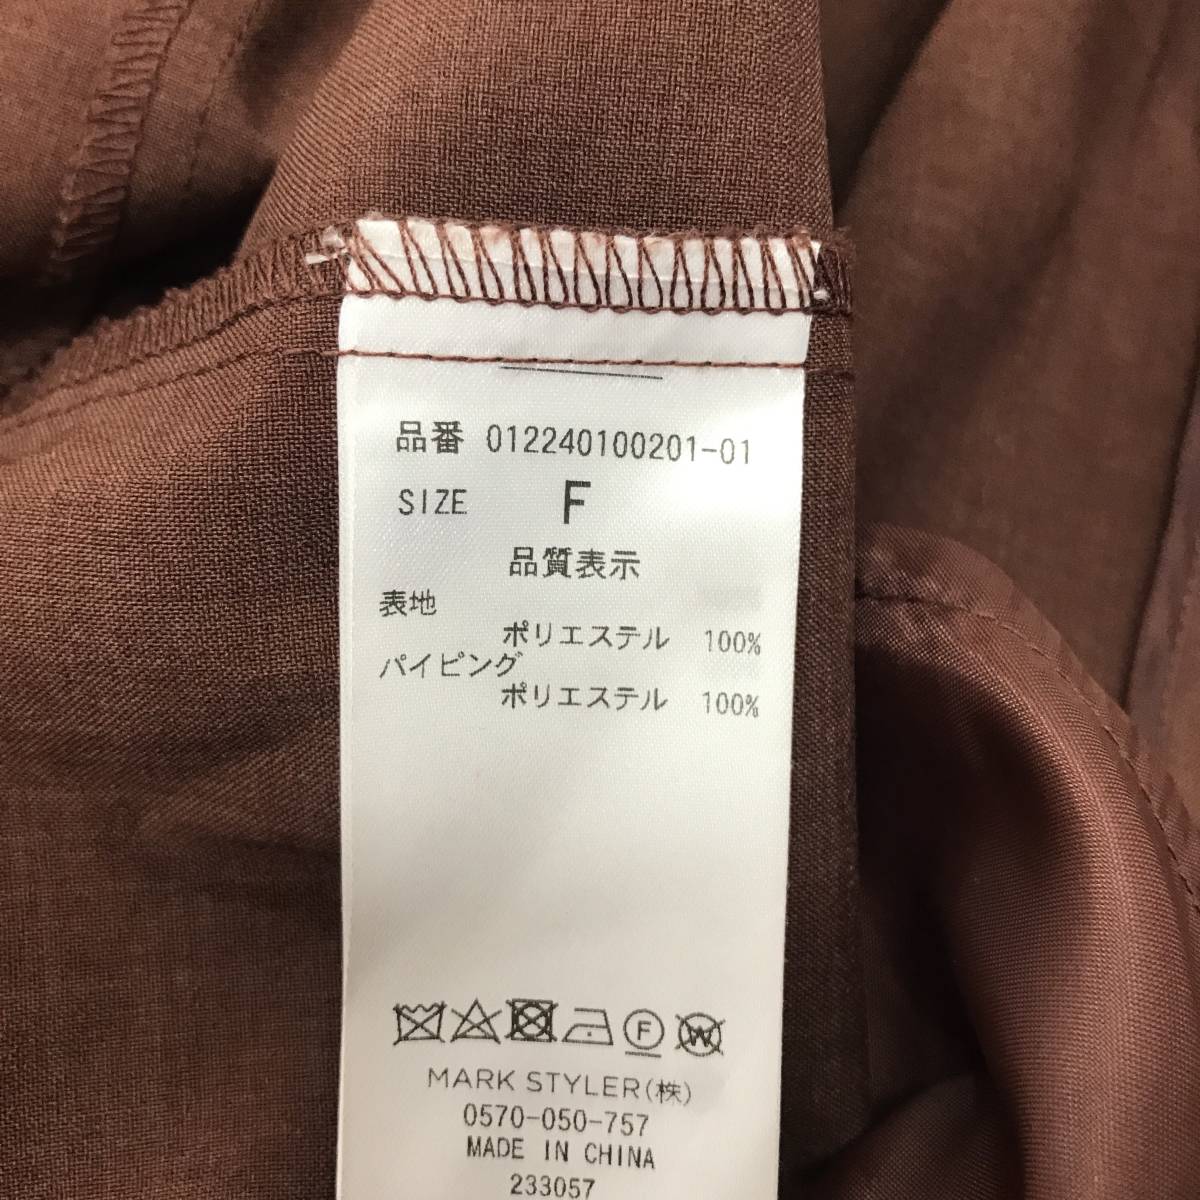 品番 012240100201-01
SIZE F
品質表示
表地
ポリエステル 100%
パイピング
ポリエステル 100%
F
W
MARK STYLER(株)
0570-050-757
MADE IN CHINA
233057